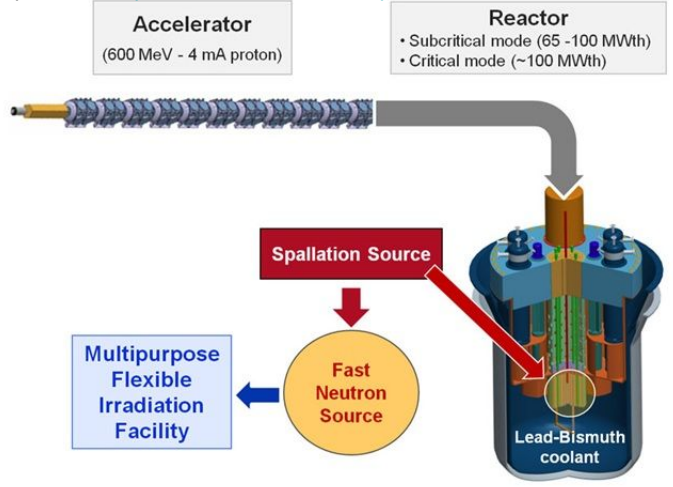 Accelerator
(600 MeV - 4 mA proton)
Reactor
• Subcritical mode (65 -100 MWth)
• Critical mode (~100 MWth)
Spallation Source
Multipurpose
Flexible
Irradiation
Facility
Fast
Neutron
Source
Lead-Bismuth
coolant